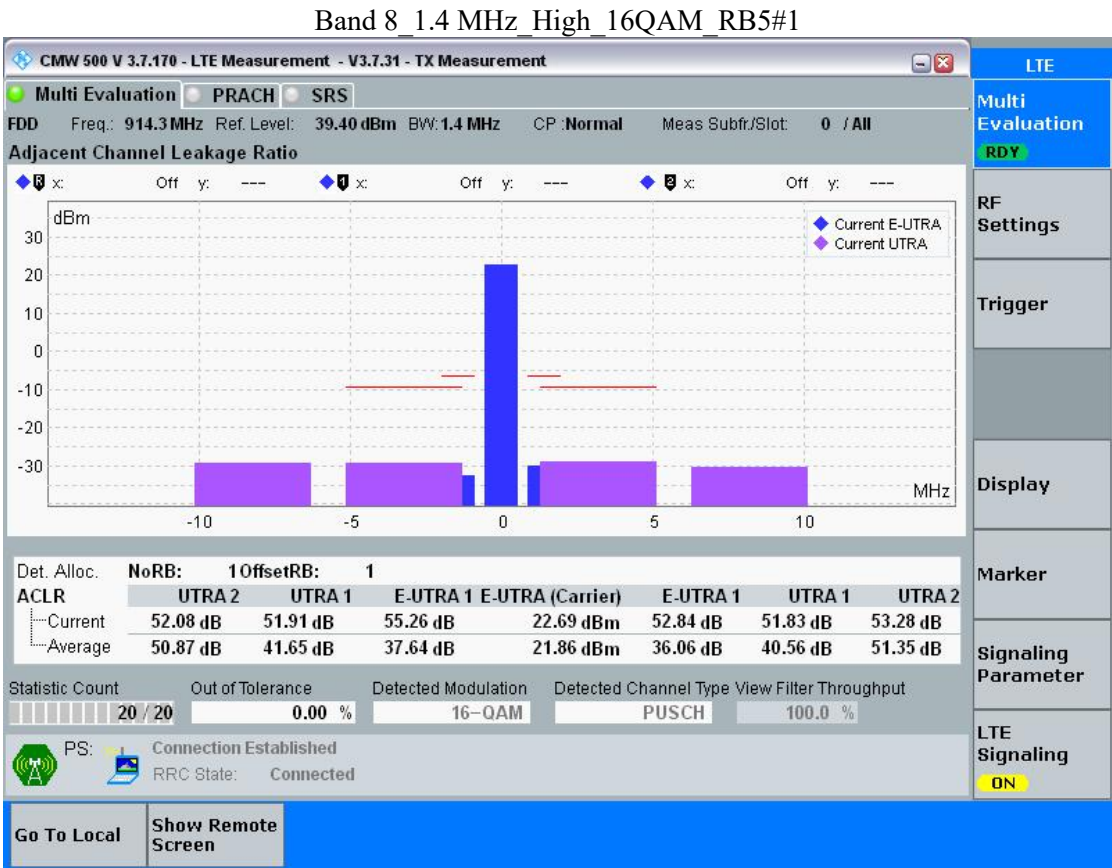 Band 8_1.4 MHz_High_16QAM_RB5#1
CMW 500 V 3.7.170 - LTE Measurement - V3.7.31 - TX Measurement
LTE
Multi Evaluation PRACH SRS
FDD Freq.: 914.3 MHz Ref. Level: 39.40 dBm BW: 1.4 MHz CP :Normal Meas Subfr./Slot: 0 / All
Adjacent Channel Leakage Ratio
R x: Off y: --- 1 x: Off y: --- 2 x: Off y: ---
dBm
Current E-UTRA
Current UTRA
30
20
10
0
-10
-20
-30
MHz
-10 -5 0 5 10
Det. Alloc. NoRB: 1 OffsetRB: 1
ACLR UTRA 2 UTRA 1 E-UTRA 1 E-UTRA (Carrier) E-UTRA 1 UTRA 1 UTRA 2
Current 52.08 dB 51.91 dB 55.26 dB 22.69 dBm 52.84 dB 51.83 dB 53.28 dB
Average 50.87 dB 41.65 dB 37.64 dB 21.86 dBm 36.06 dB 40.56 dB 51.35 dB
Statistic Count Out of Tolerance Detected Modulation Detected Channel Type View Filter Throughput
20 / 20 0.00 % 16-QAM PUSCH 100.0 %
PS: Connection Established
RRC State: Connected
Multi
Evaluation
RDY
RF
Settings
Trigger
Display
Marker
Signaling
Parameter
LTE
Signaling
ON
Go To Local
Show Remote
Screen